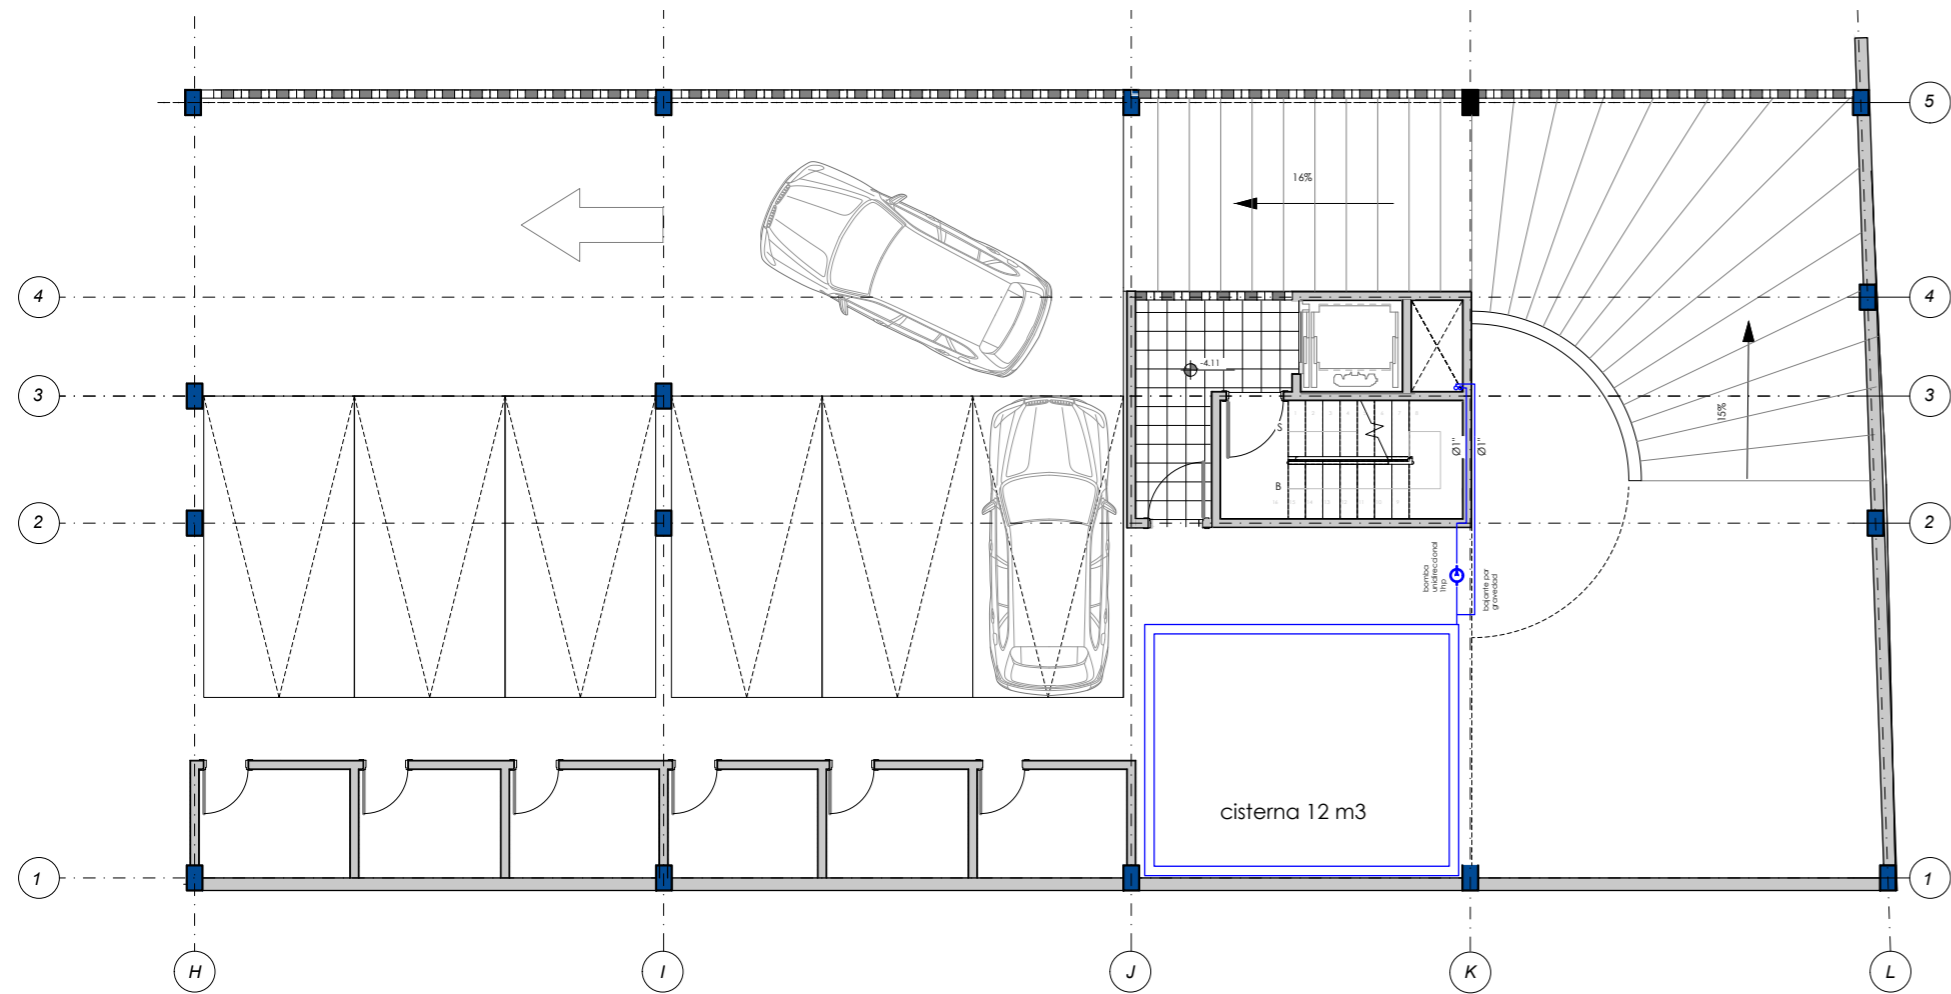 5
16%
4
4
-4.11
3
3
15%
S
Ø1"
Ø1"
B
2
2
bomba
unidireccional
1hp
bajante por
gravedad
cisterna 12 m3
1
1
H
I
J
K
L